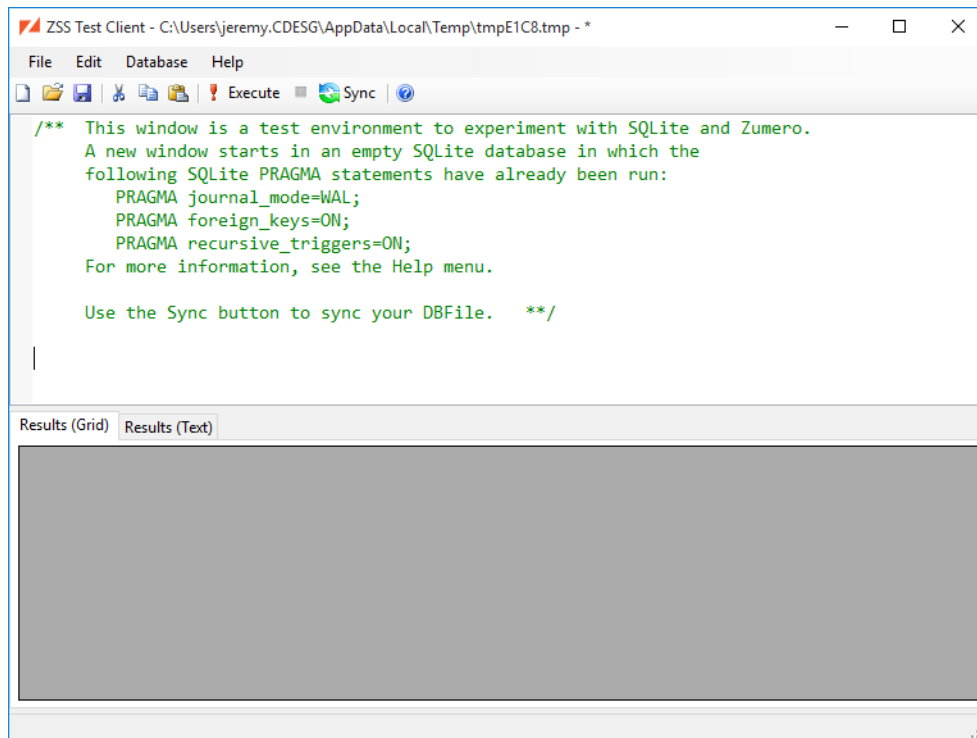 ZSS Test Client - C:\Users\jeremy.CDESG\AppData\Local\Temp\tmpE1C8.tmp - *
File Edit Database Help
Execute Sync
/** This window is a test environment to experiment with SQLite and Zumero.
A new window starts in an empty SQLite database in which the
following SQLite PRAGMA statements have already been run:
PRAGMA journal_mode=WAL;
PRAGMA foreign_keys=ON;
PRAGMA recursive_triggers=ON;
For more information, see the Help menu.
Use the Sync button to sync your DBFile. **/
Results (Grid) Results (Text)